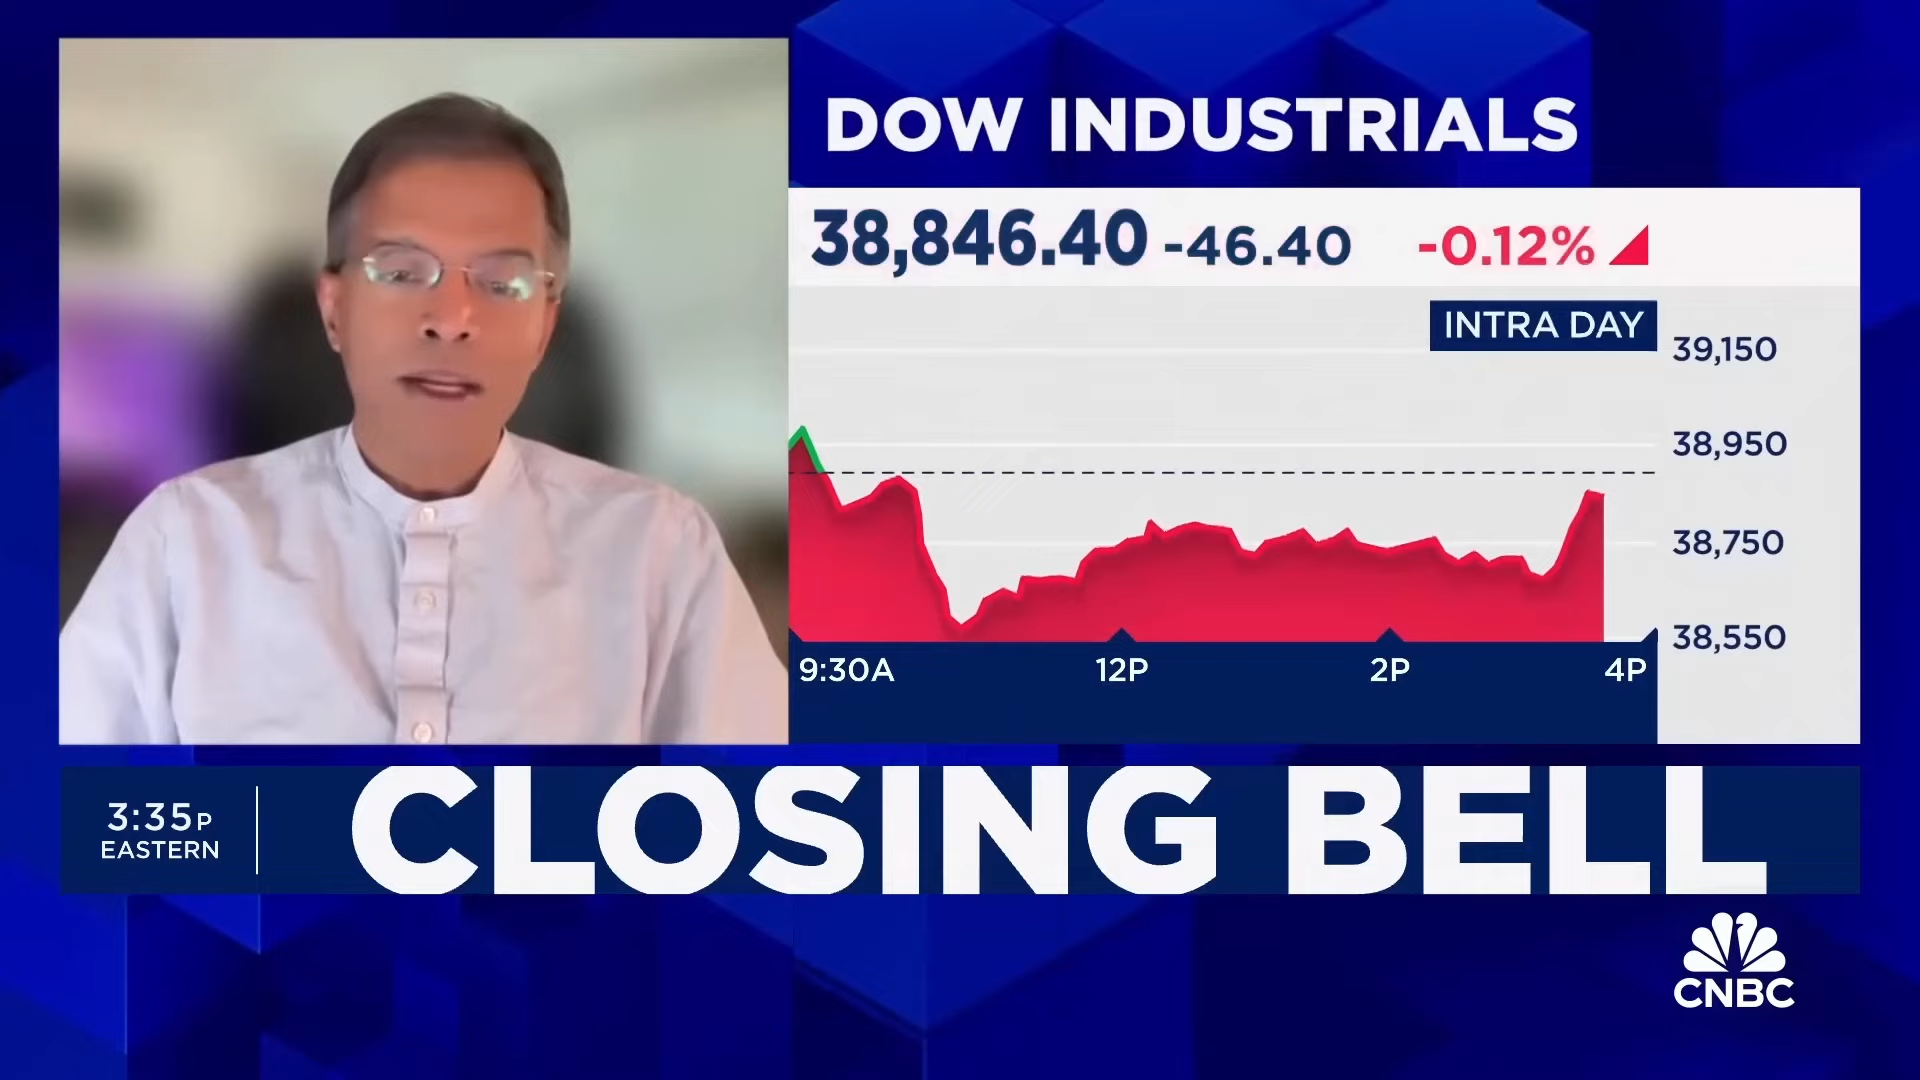 DOW INDUSTRIALS
38,846.40 -46.40 -0.12%
INTRA DAY
39,150
38,950
38,750
38,550
9:30A 12P 2P 4P
3:35P
EASTERN
CLOSING BELL
CNBC